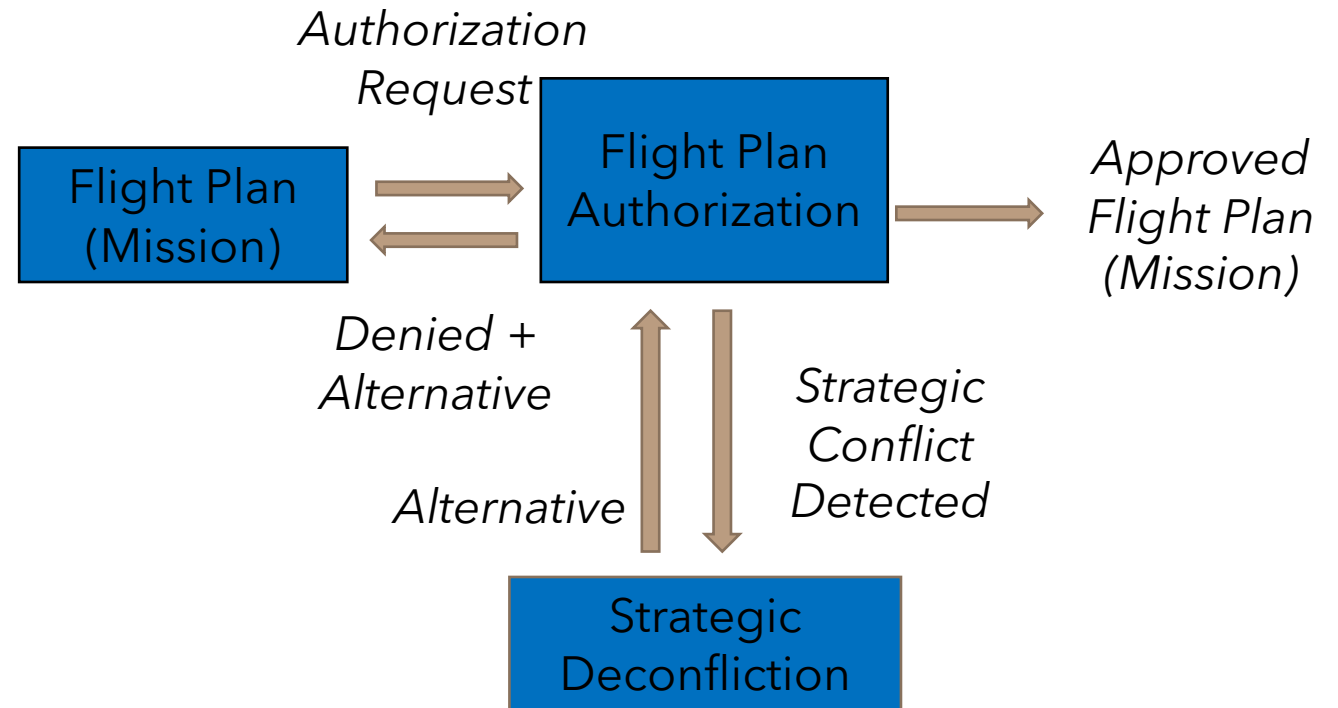 Authorization
Request
Flight Plan
(Mission)
Flight Plan
Authorization
Approved
Flight Plan
(Mission)
Denied +
Alternative
Strategic
Conflict
Detected
Alternative
Strategic
Deconfliction